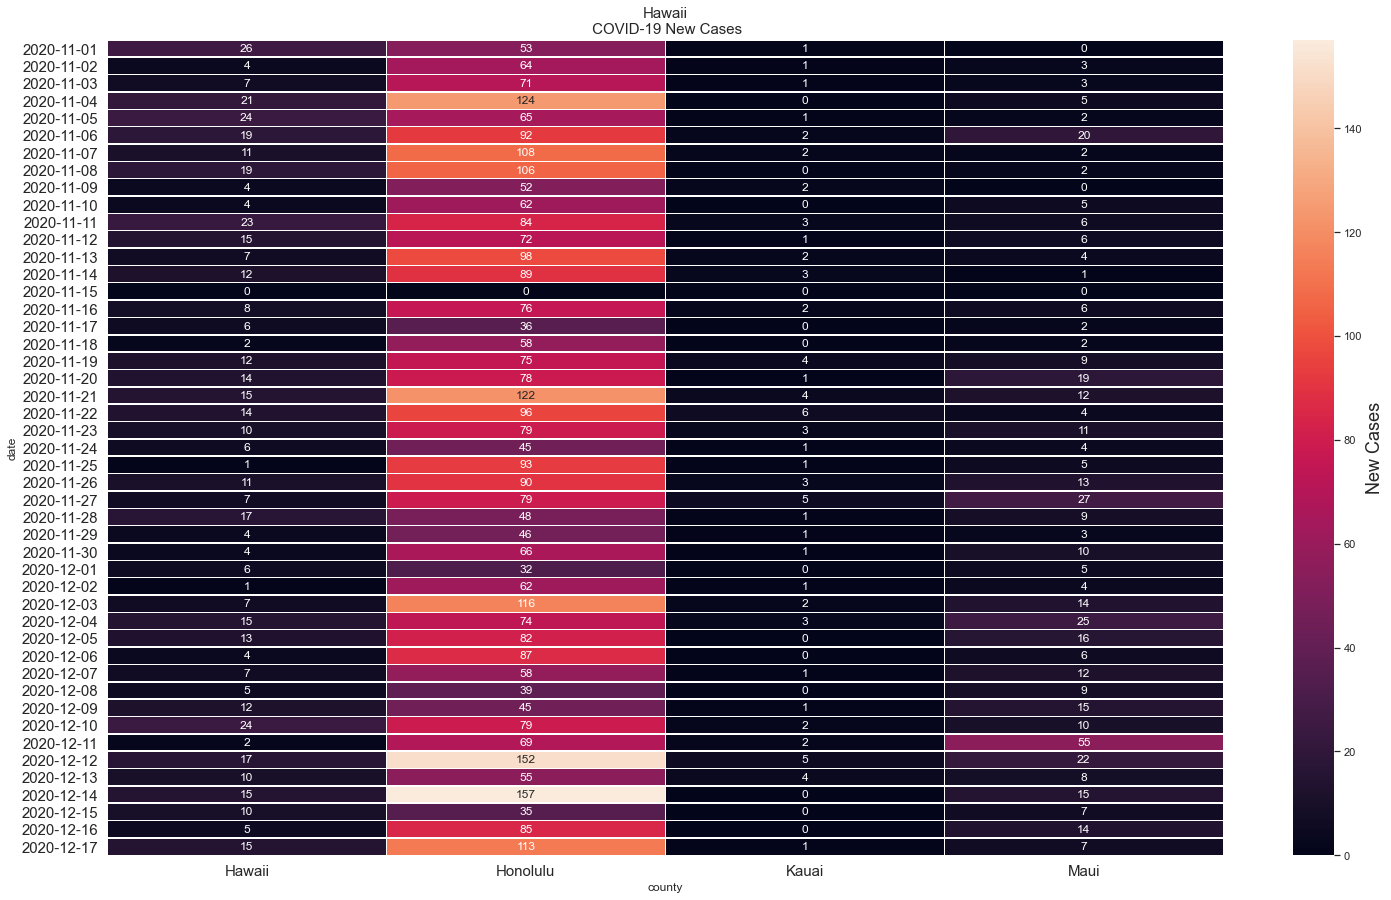 Hawaii
COVID-19 New Cases
2020-11-01 26 53 1 0
2020-11-02 4 64 1 3
2020-11-03 7 71 1 3
2020-11-04 21 124 0 5
2020-11-05 24 65 1 2
2020-11-06 19 92 2 20
2020-11-07 11 108 2 2
2020-11-08 19 106 0 2
2020-11-09 4 52 2 0
2020-11-10 4 62 0 5
2020-11-11 23 84 3 6
2020-11-12 15 72 1 6
2020-11-13 7 98 2 4
2020-11-14 12 89 3 1
2020-11-15 0 0 0 0
2020-11-16 8 76 2 6
2020-11-17 6 36 0 2
2020-11-18 2 58 0 2
2020-11-19 12 75 4 9
2020-11-20 14 78 1 19
2020-11-21 15 122 4 12
2020-11-22 14 96 6 4
2020-11-23 10 79 3 11
2020-11-24 6 45 1 4
2020-11-25 1 93 1 5
2020-11-26 11 90 3 13
2020-11-27 7 79 5 27
2020-11-28 17 48 1 9
2020-11-29 4 46 1 3
2020-11-30 4 66 1 10
2020-12-01 6 32 0 5
2020-12-02 1 62 1 4
2020-12-03 7 116 2 14
2020-12-04 15 74 3 25
2020-12-05 13 82 0 16
2020-12-06 4 87 0 6
2020-12-07 7 58 1 12
2020-12-08 5 39 0 9
2020-12-09 12 45 1 15
2020-12-10 24 79 2 10
2020-12-11 2 69 2 55
2020-12-12 17 152 5 22
2020-12-13 10 55 4 8
2020-12-14 15 157 0 15
2020-12-15 10 35 0 7
2020-12-16 5 85 0 14
2020-12-17 15 113 1 7
Hawaii Honolulu Kauai Maui
county
date
140
120
100
80
60
40
20
0
New Cases